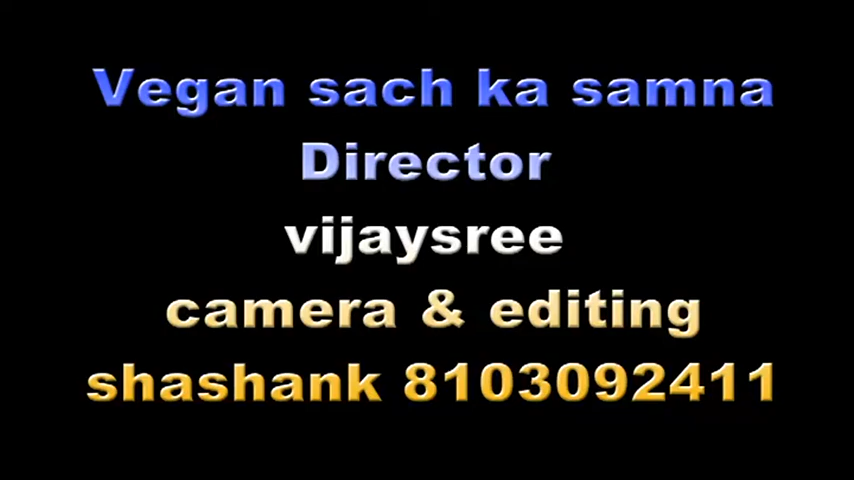 Vegan sach ka samna
Director
vijaysree
camera & editing
shashank 8103092411